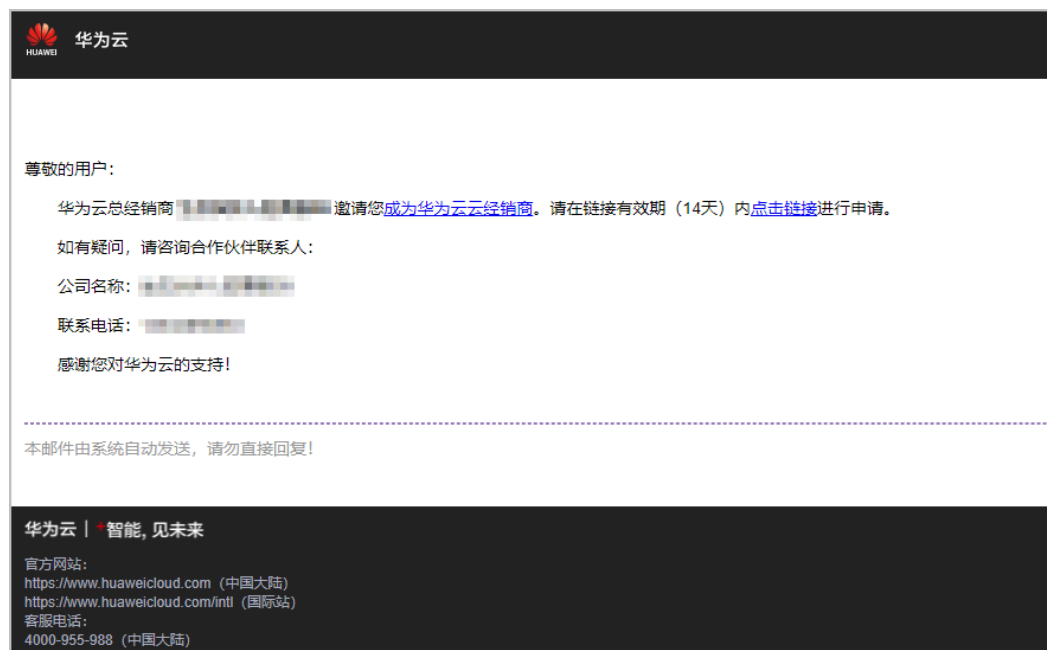 HUAWEI
华为云
尊敬的用户：
华为云总经销商 邀请您成为华为云云经销商。请在链接有效期（14天）内点击链接进行申请。
如有疑问，请咨询合作伙伴联系人：
公司名称：
联系电话：
感谢您对华为云的支持！
本邮件由系统自动发送，请勿直接回复！
华为云 | +智能, 见未来
官方网站：
https://www.huaweicloud.com（中国大陆）
https://www.huaweicloud.com/intl（国际站）
客服电话：
4000-955-988（中国大陆）